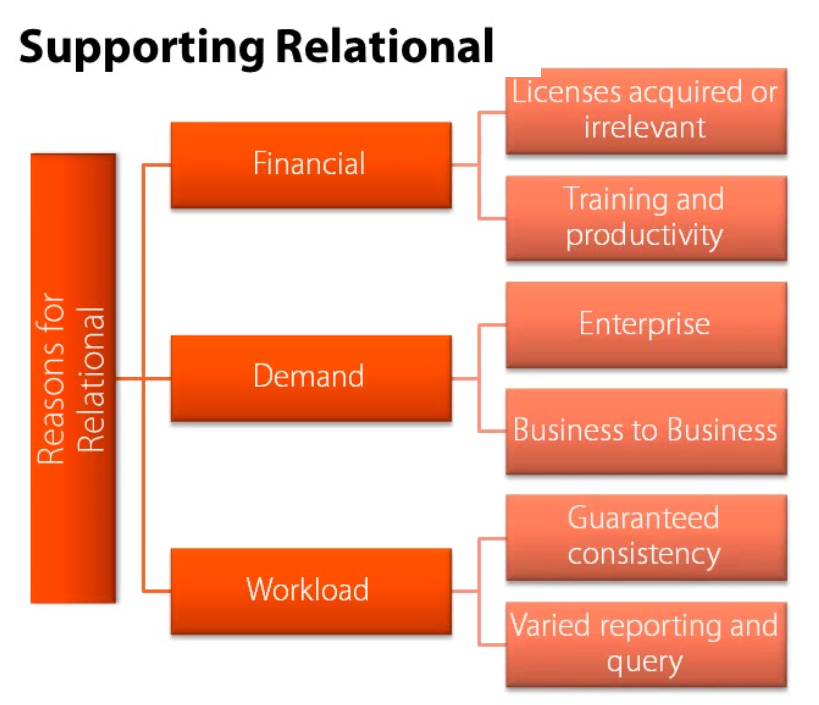 Supporting Relational
Reasons for
Relational
Financial
Licenses acquired or
irrelevant
Training and
productivity
Demand
Enterprise
Business to Business
Workload
Guaranteed
consistency
Varied reporting and
query